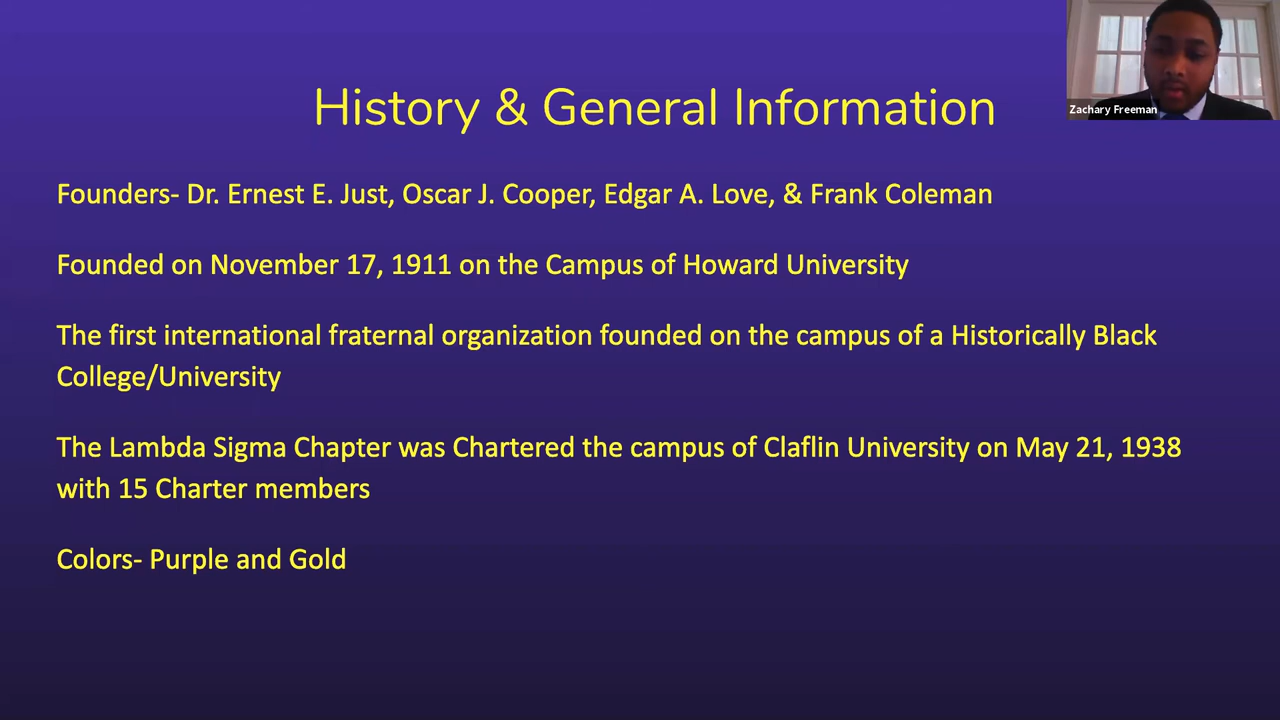 Zachary Freeman
History & General Information
Founders- Dr. Ernest E. Just, Oscar J. Cooper, Edgar A. Love, & Frank Coleman
Founded on November 17, 1911 on the Campus of Howard University
The first international fraternal organization founded on the campus of a Historically Black
College/University
The Lambda Sigma Chapter was Chartered the campus of Claflin University on May 21, 1938
with 15 Charter members
Colors- Purple and Gold